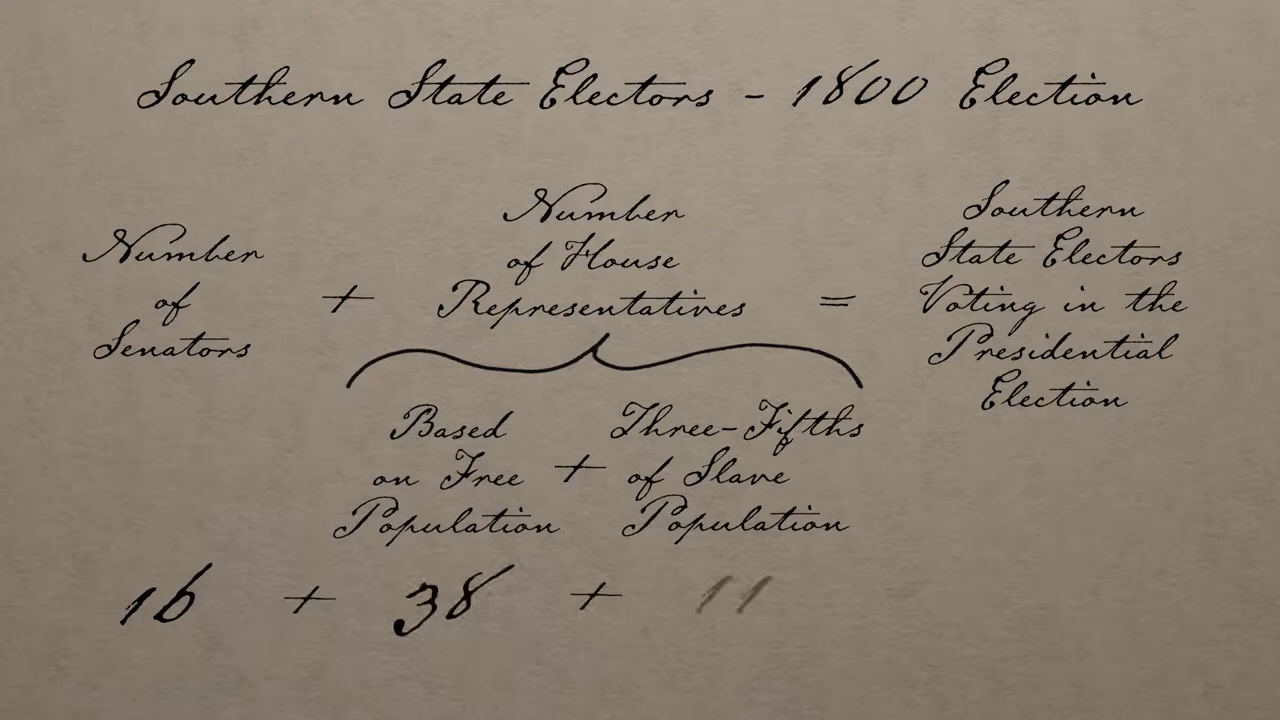 Southern State Electors - 1800 Election
Number
of
Senators
+
Number
of House
Representatives
=
Southern
State Electors
Voting in the
Presidential
Election
Based
on Free
Population
+
Three-Fifths
of Slave
Population
16 + 38 + 11